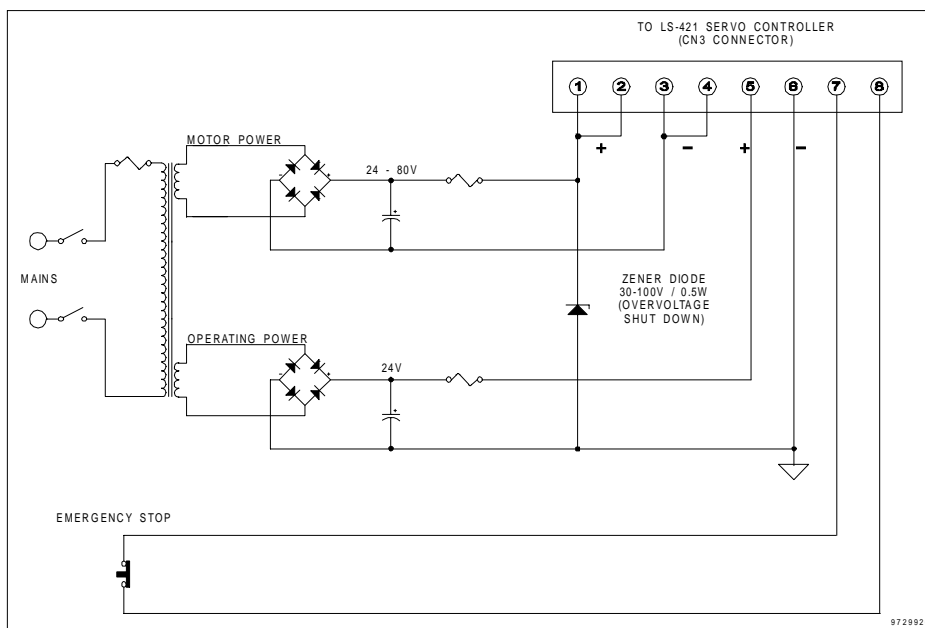 TO LS-421 SERVO CONTROLLER
(CN3 CONNECTOR)
1 2 3 4 5 6 7 8
+ - + -
MOTOR POWER
- +
24 - 80V
+
MAINS
ZENER DIODE
30-100V / 0.5W
(OVERVOLTAGE
SHUT DOWN)
OPERATING POWER
- +
24V
+
EMERGENCY STOP
972992